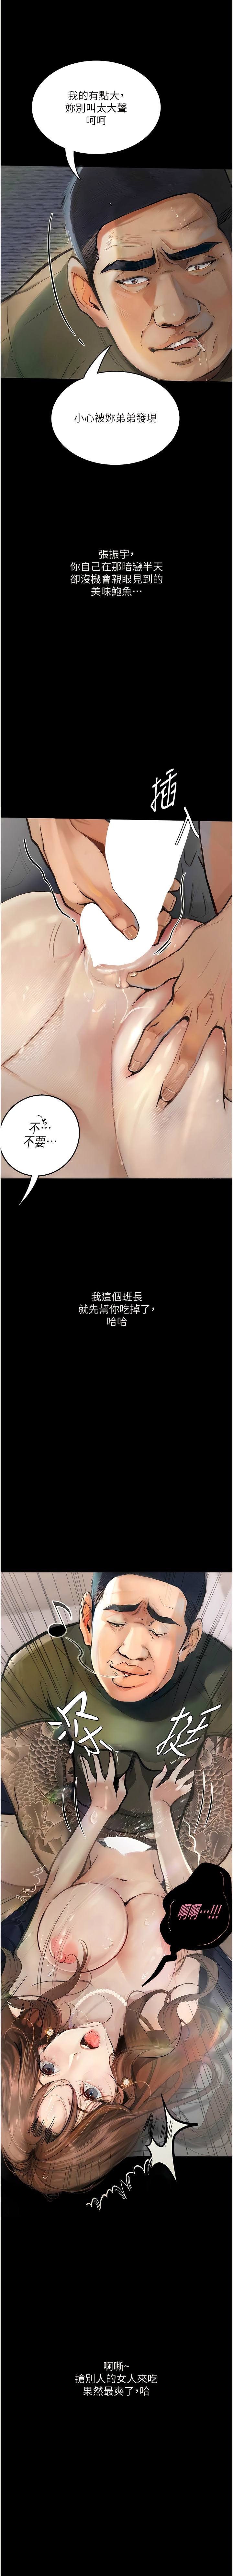 我的有點大，
妳別叫太大聲
呵呵
小心被妳弟弟發現
張振宇，
你自己在那暗戀半天
卻沒機會親眼見到的
美味鮑魚⋯
插
不⋯
不要⋯
我這個班長
就先幫你吃掉了，
哈哈
深
挺
啊啊⋯!!!
啊嘶~
搶別人的女人來吃
果然最爽了，哈